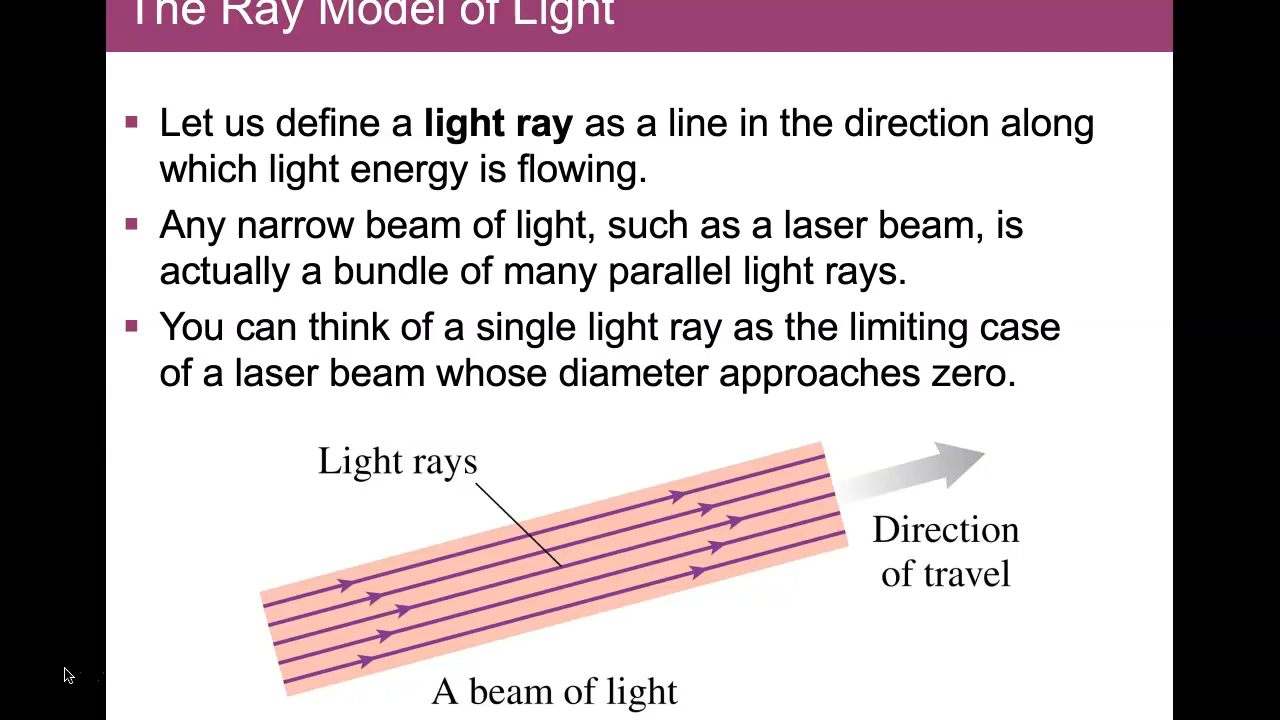 The Ray Model of Light
Let us define a light ray as a line in the direction along
which light energy is flowing.
Any narrow beam of light, such as a laser beam, is
actually a bundle of many parallel light rays.
You can think of a single light ray as the limiting case
of a laser beam whose diameter approaches zero.
Light rays
Direction
of travel
A beam of light